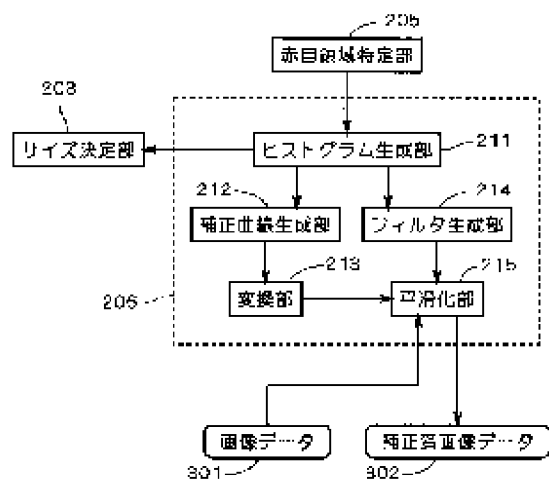 205
赤目領域特定部
208
サイズ決定部
ヒストグラム生成部
211
212
214
補正曲線生成部
フィルタ生成部
213
215
変換部
平滑化部
206
画像データ
補正済画像データ
301
302